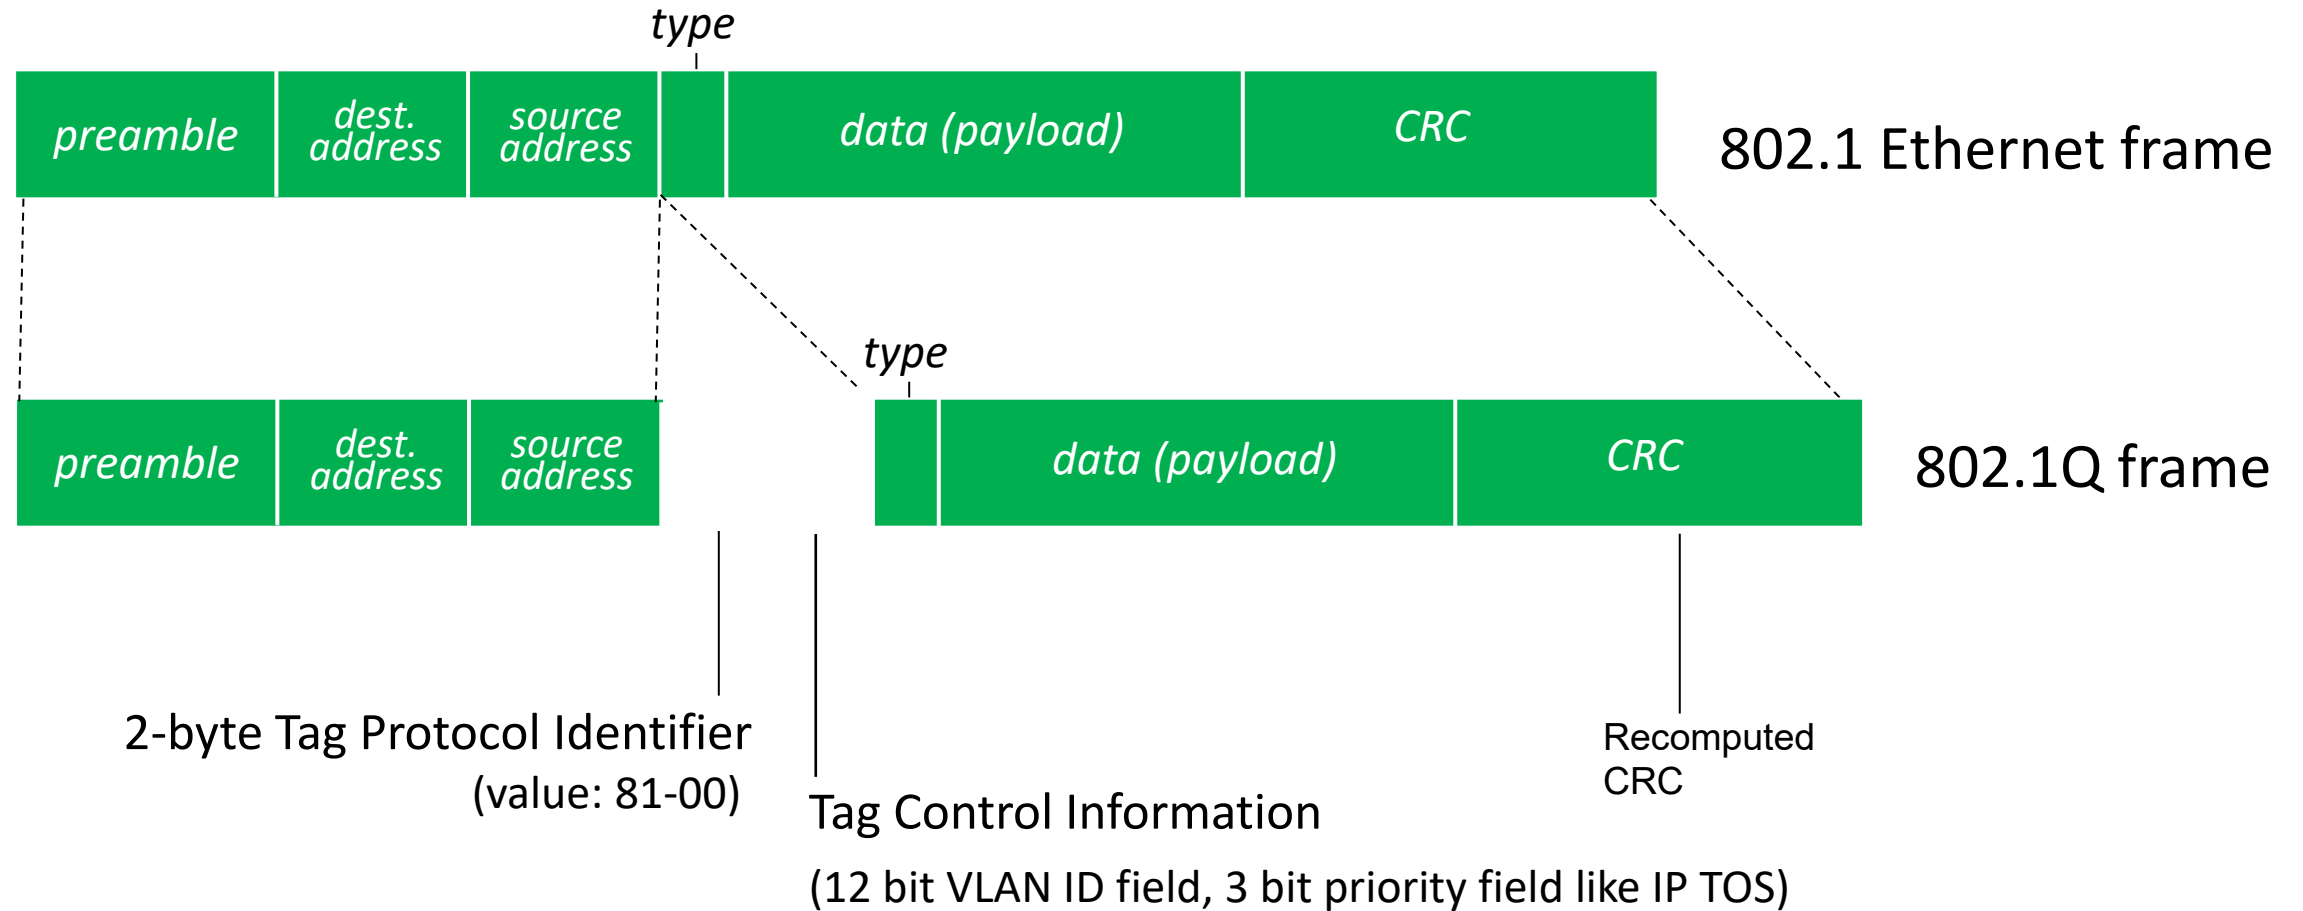 type
preamble
dest.
address
source
address
data (payload)
CRC
802.1 Ethernet frame
type
preamble
dest.
address
source
address
data (payload)
CRC
802.1Q frame
2-byte Tag Protocol Identifier
(value: 81-00)
Tag Control Information
(12 bit VLAN ID field, 3 bit priority field like IP TOS)
Recomputed
CRC